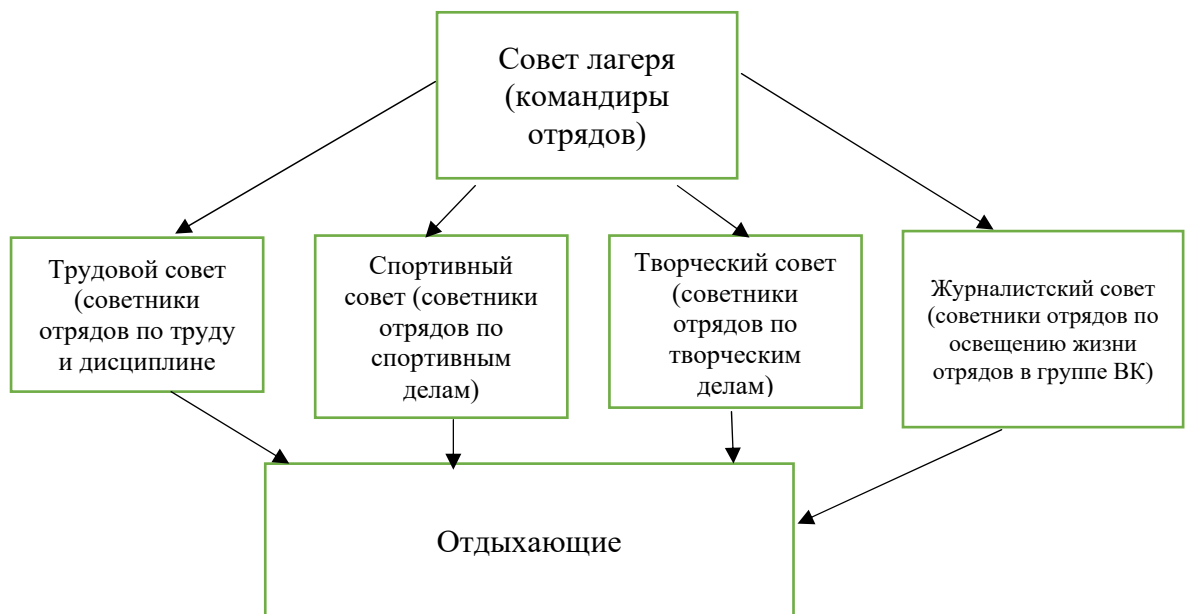 Совет лагеря
(командиры
отрядов)
Трудовой совет
(советники
отрядов по труду
и дисциплине
Спортивный
совет (советники
отрядов по
спортивным
делам)
Творческий совет
(советники
отрядов по
творческим
делам)
Журналистский совет
(советники отрядов по
освещению жизни
отрядов в группе ВК)
Отдыхающие